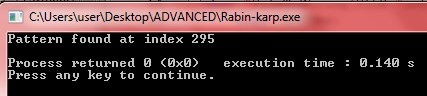 C:\Users\user\Desktop\ADVANCED\Rabin-karp.exe
Pattern found at index 295
Process returned 0 (0x0)   execution time : 0.140 s
Press any key to continue.